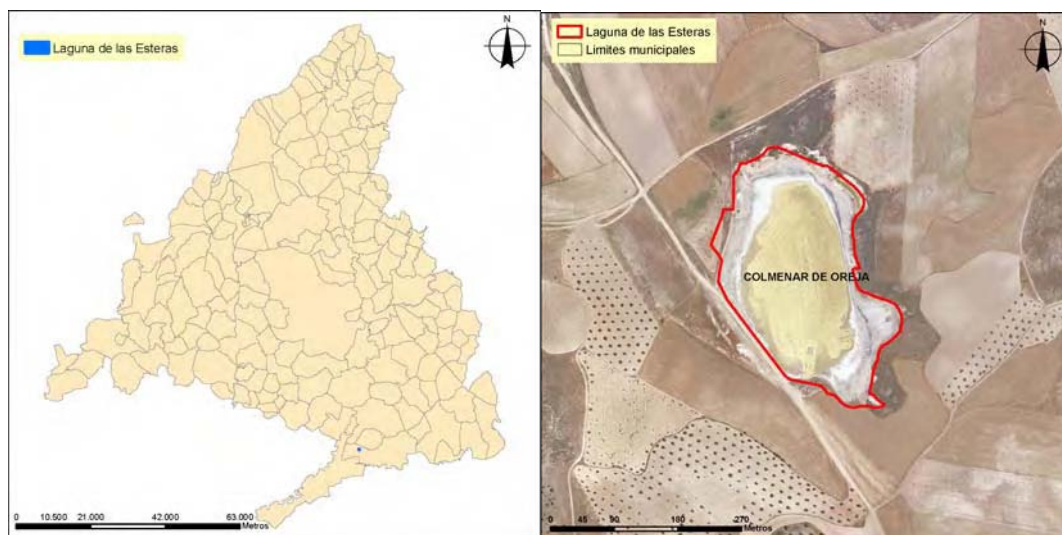 Laguna de las Esteras
N
0 10.500 21.000 42.000 63.000
Metros
Laguna de las Esteras
Limites municipales
N
COLMENAR DE OREJA
0 45 90 180 270
Metros